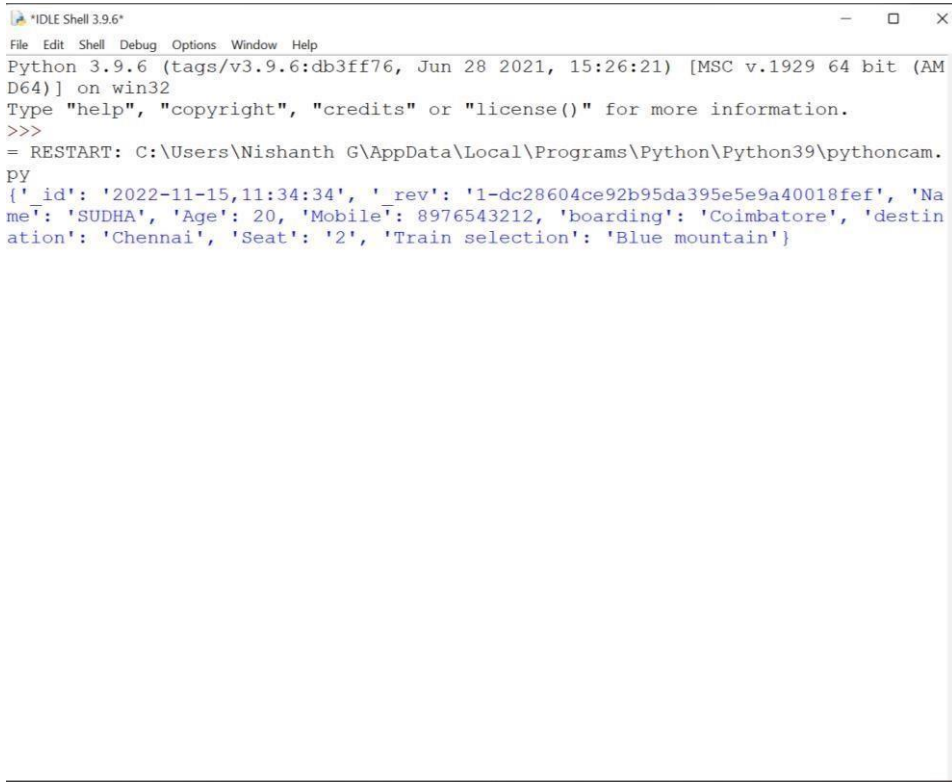 *IDLE Shell 3.9.6*
File Edit Shell Debug Options Window Help
Python 3.9.6 (tags/v3.9.6:db3ff76, Jun 28 2021, 15:26:21) [MSC v.1929 64 bit (AM
D64)] on win32
Type "help", "copyright", "credits" or "license()" for more information.
>>>
= RESTART: C:\Users\Nishanth G\AppData\Local\Programs\Python\Python39\pythoncam.
py
{'_id': '2022-11-15,11:34:34', '_rev': '1-dc28604ce92b95da395e5e9a40018fef', 'Na
me': 'SUDHA', 'Age': 20, 'Mobile': 8976543212, 'boarding': 'Coimbatore', 'destin
ation': 'Chennai', 'Seat': '2', 'Train selection': 'Blue mountain'}